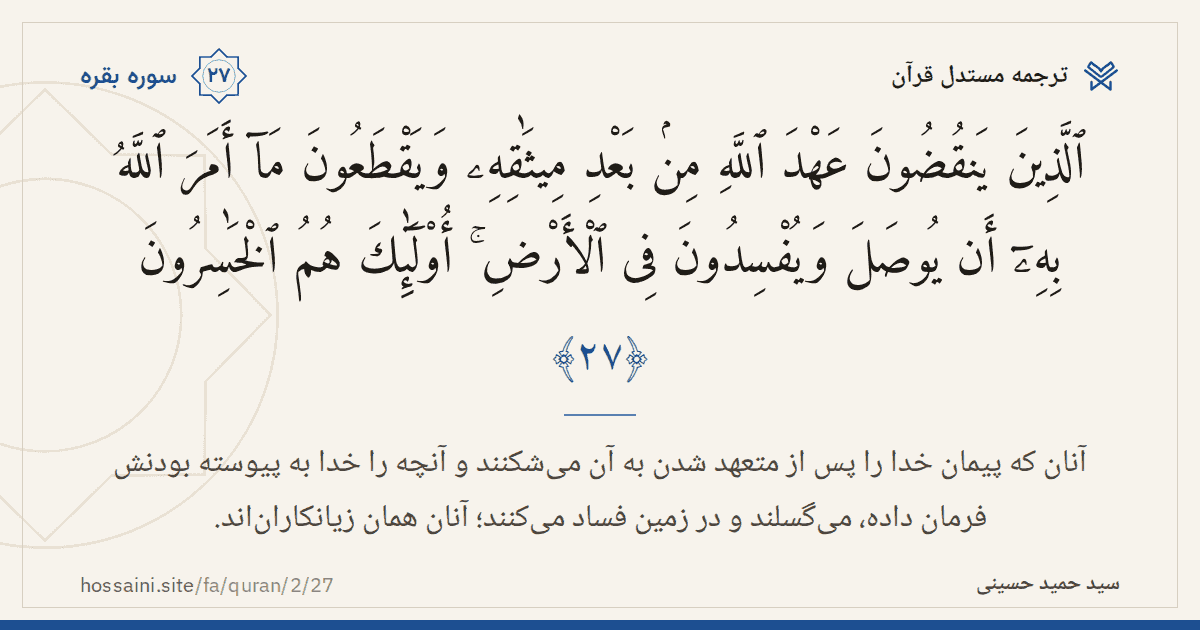 ترجمه مستدل قرآن
۲۷ سوره بقره
ٱلَّذِينَ يَنقُضُونَ عَهْدَ ٱللَّهِ مِنۢ بَعْدِ مِيثَٰقِهِۦ وَيَقْطَعُونَ مَآ أَمَرَ ٱللَّهُ
بِهِۦٓ أَن يُوصَلَ وَيُفْسِدُونَ فِى ٱلْأَرْضِ ۚ أُو۟لَٰٓئِكَ هُمُ ٱلْخَٰسِرُونَ
﴿۲۷﴾
آنان که پیمان خدا را پس از متعهد شدن به آن می‌شکنند و آنچه را خدا به پیوسته بودنش
فرمان داده، می‌گسلند و در زمین فساد می‌کنند؛ آنان همان زیانکاران‌اند.
سید حمید حسینی
hossaini.site/fa/quran/2/27